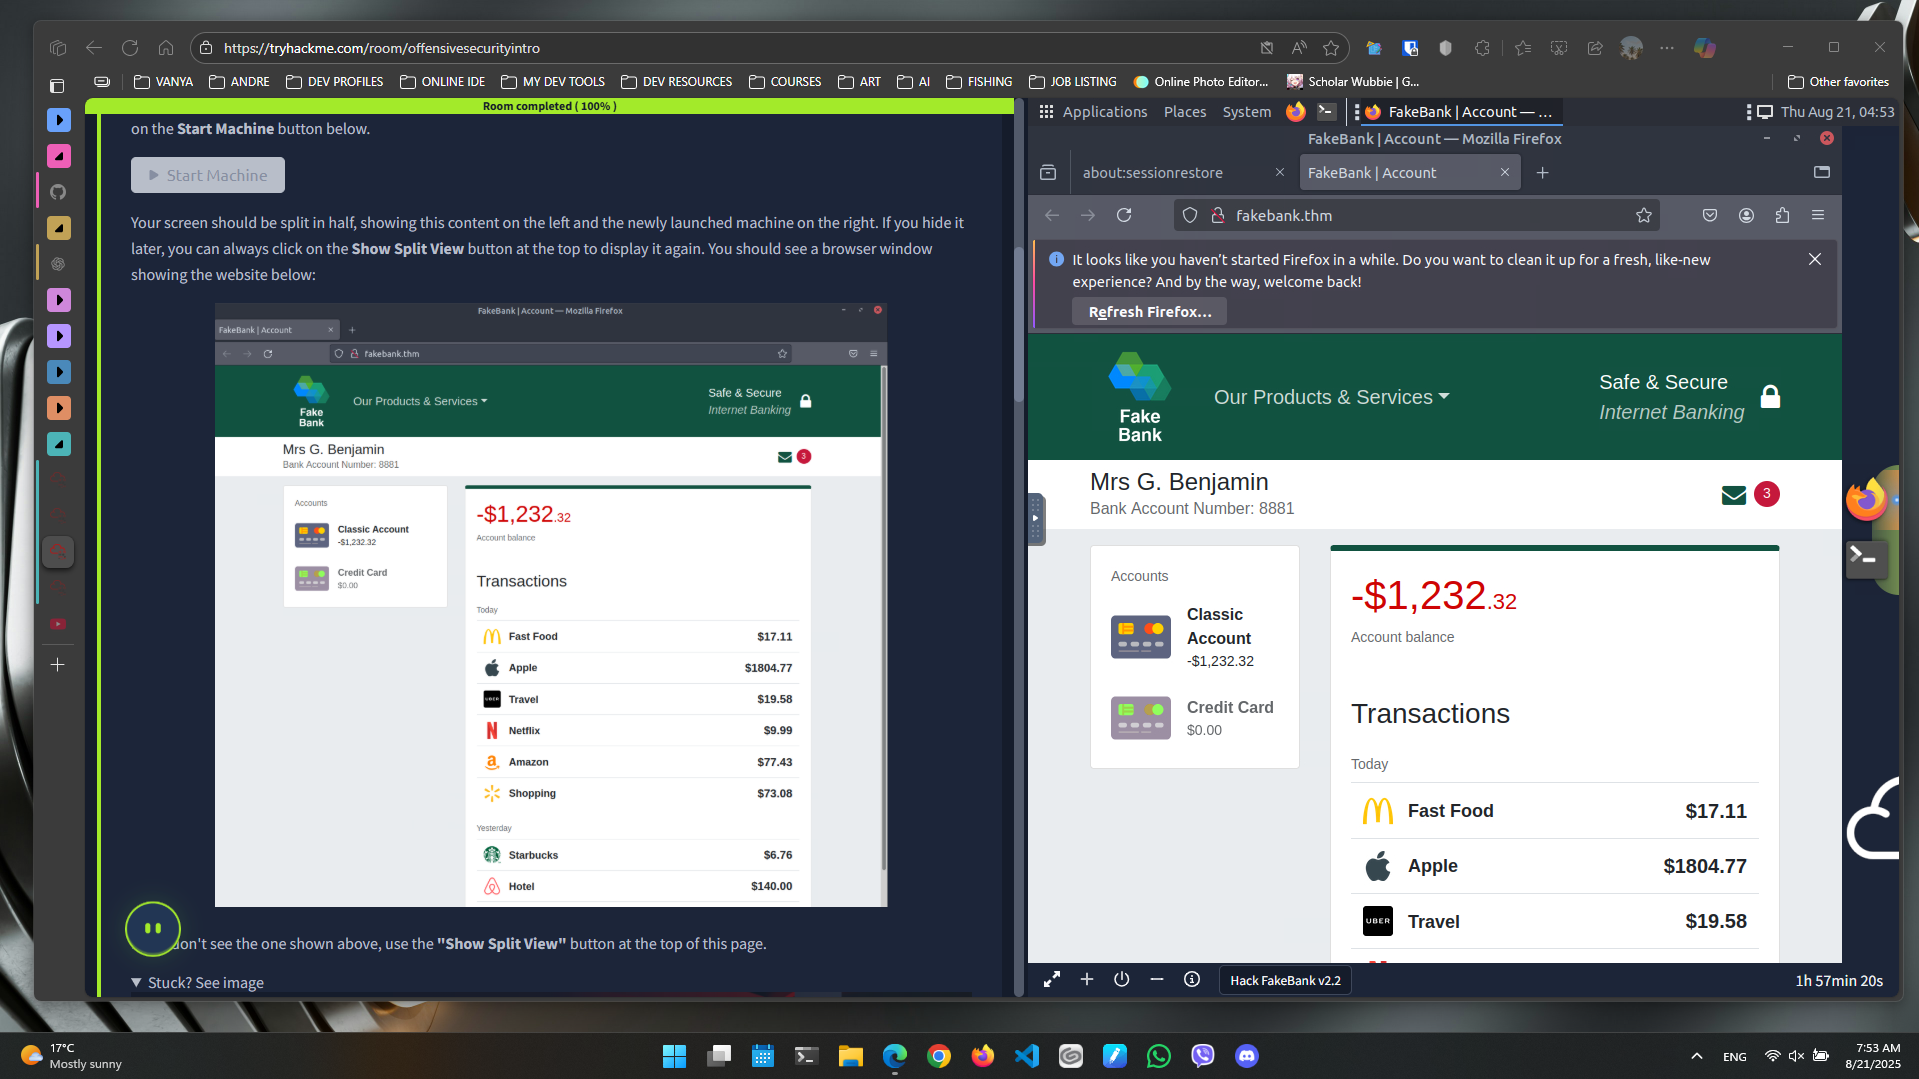 https://tryhackme.com/room/offensivesecurityintro
VANYA
ANDRE
DEV PROFILES
ONLINE IDE
MY DEV TOOLS
DEV RESOURCES
COURSES
ART
AI
FISHING
JOB LISTING
Online Photo Editor...
Scholar Wubbie | G...
Other favorites
Room completed ( 100% )
on the Start Machine button below.
Start Machine
Your screen should be split in half, showing this content on the left and the newly launched machine on the right. If you hide it
later, you can always click on the Show Split View button at the top to display it again. You should see a browser window
showing the website below:
FakeBank | Account — Mozilla Firefox
FakeBank | Account
fakebank.thm
Fake
Bank
Our Products & Services
Safe & Secure
Internet Banking
Mrs G. Benjamin
Bank Account Number: 8881
3
Accounts
Classic Account
-$1,232.32
Credit Card
$0.00
-$1,232.32
Account balance
Transactions
Today
Fast Food $17.11
Apple $1804.77
UBER Travel $19.58
Netflix $9.99
Amazon $77.43
Shopping $73.08
Yesterday
Starbucks $6.76
Hotel $140.00
don't see the one shown above, use the "Show Split View" button at the top of this page.
Stuck? See image
Applications Places System
FakeBank | Account — ...
Thu Aug 21, 04:53
FakeBank | Account — Mozilla Firefox
about:sessionrestore
FakeBank | Account
fakebank.thm
It looks like you haven’t started Firefox in a while. Do you want to clean it up for a fresh, like-new
experience? And by the way, welcome back!
Refresh Firefox…
Fake
Bank
Our Products & Services
Safe & Secure
Internet Banking
Mrs G. Benjamin
Bank Account Number: 8881
3
Accounts
Classic
Account
-$1,232.32
Credit Card
$0.00
-$1,232.32
Account balance
Transactions
Today
Fast Food $17.11
Apple $1804.77
UBER Travel $19.58
Hack FakeBank v2.2
1h 57min 20s
17°C
Mostly sunny
ENG
7:53 AM
8/21/2025